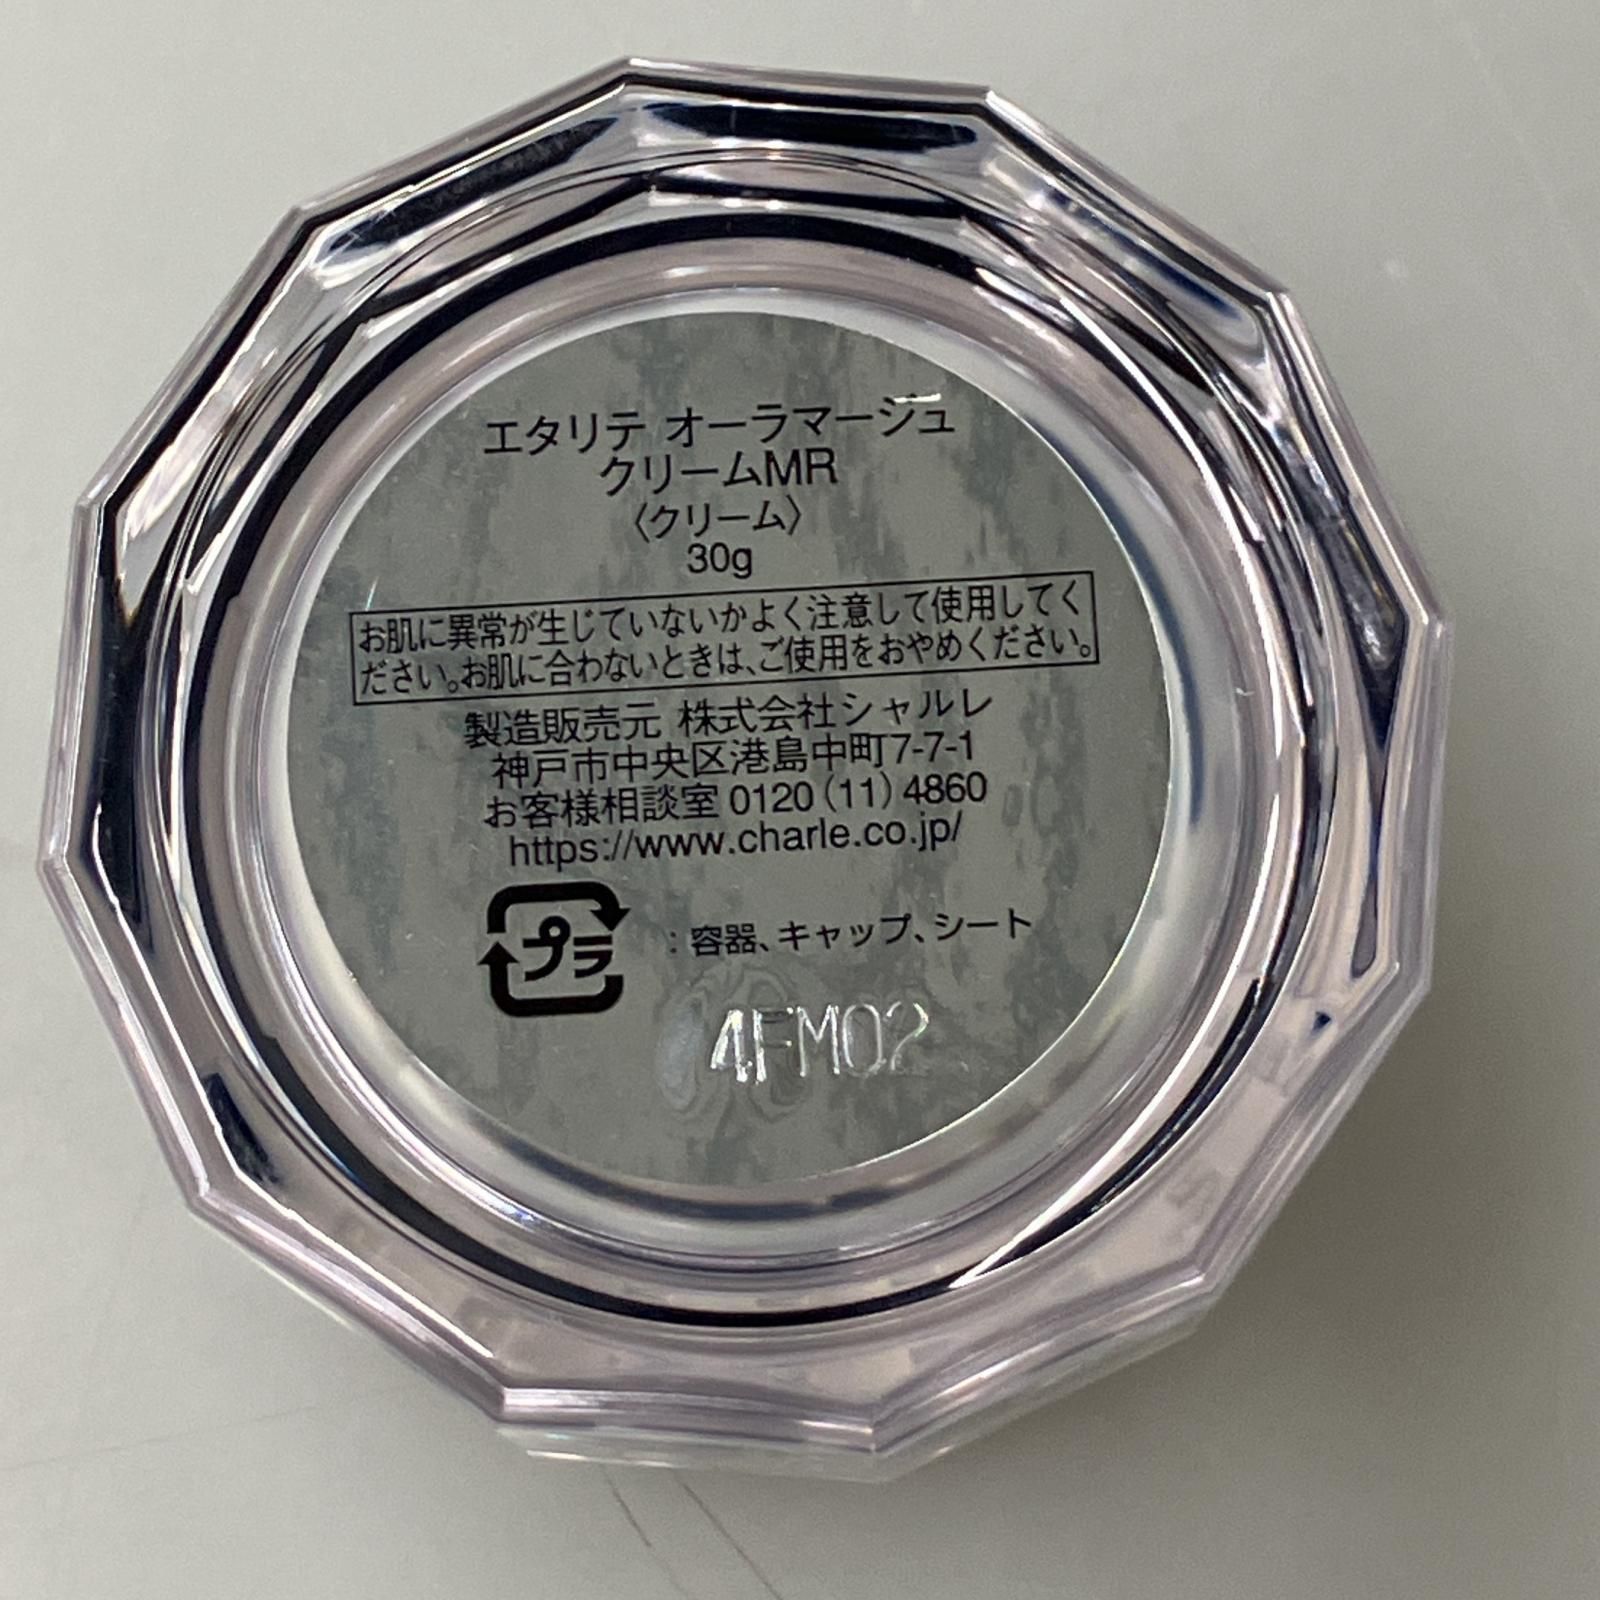 エタリテ オーラマージュ
クリームMR
〈クリーム〉
30g
お肌に異常が生じていないかよく注意して使用してく
ださい。お肌に合わないときは、ご使用をおやめください。
製造販売元 株式会社シャルレ
神戸市中央区港島中町7-7-1
お客様相談室 0120（11）4860
https://www.charle.co.jp/
プラ : 容器、キャップ、シート
4FM02